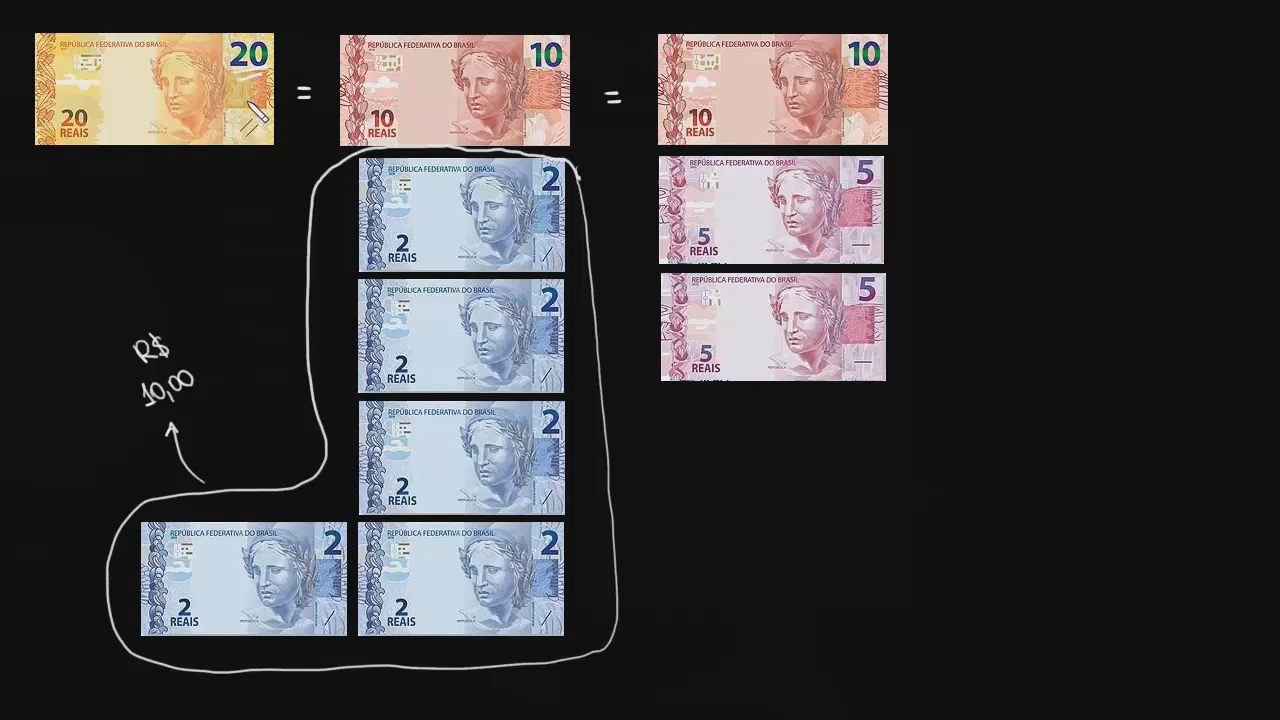 REPÚBLICA FEDERATIVA DO BRASIL 20
20
REAIS
=
REPÚBLICA FEDERATIVA DO BRASIL 10
10
REAIS
=
REPÚBLICA FEDERATIVA DO BRASIL 10
10
REAIS
REPÚBLICA FEDERATIVA DO BRASIL 2
2
REAIS
REPÚBLICA FEDERATIVA DO BRASIL 5
5
REAIS
REPÚBLICA FEDERATIVA DO BRASIL 2
2
REAIS
REPÚBLICA FEDERATIVA DO BRASIL 5
5
REAIS
R$
10,00
REPÚBLICA FEDERATIVA DO BRASIL 2
2
REAIS
REPÚBLICA FEDERATIVA DO BRASIL 2
2
REAIS
REPÚBLICA FEDERATIVA DO BRASIL 2
2
REAIS